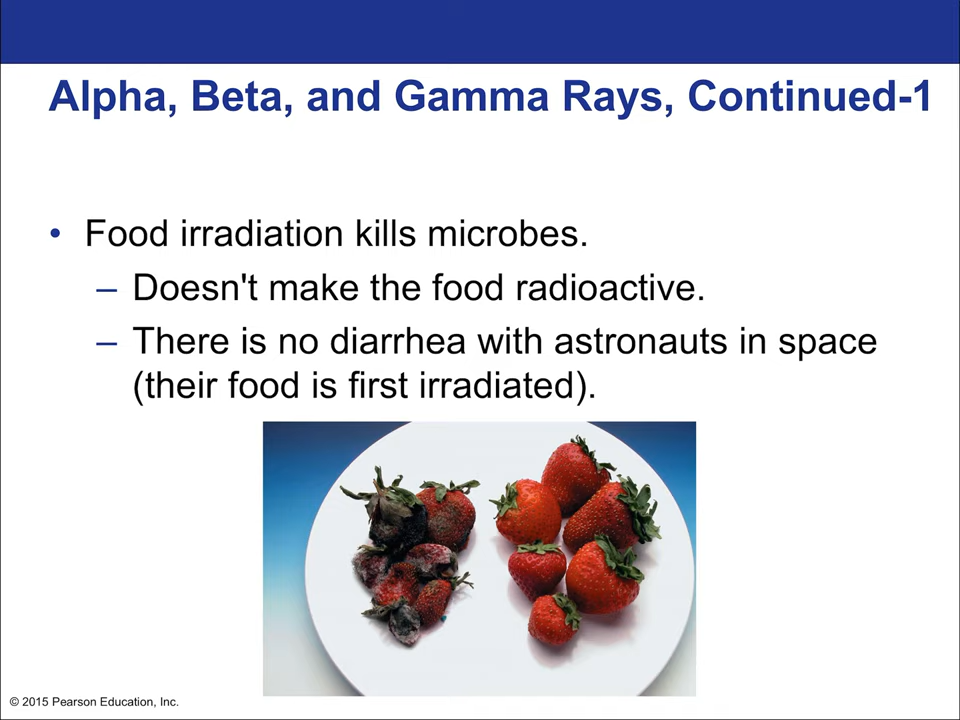 Alpha, Beta, and Gamma Rays, Continued-1
• Food irradiation kills microbes.
– Doesn't make the food radioactive.
– There is no diarrhea with astronauts in space
(their food is first irradiated).
© 2015 Pearson Education, Inc.